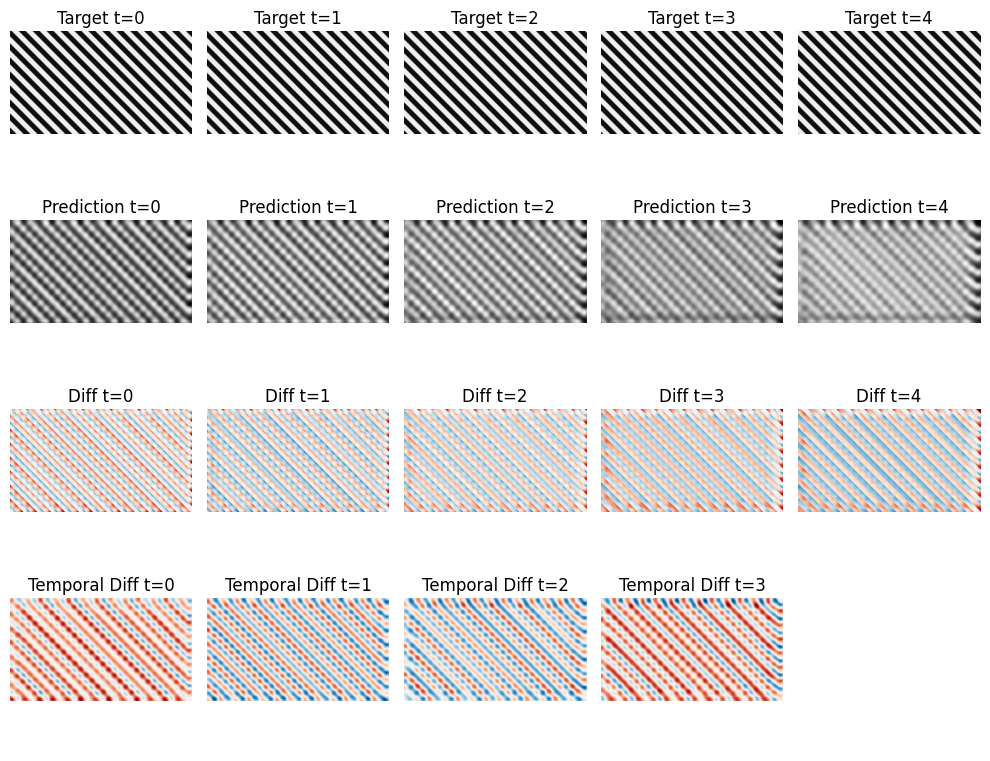 Target t=0 Target t=1 Target t=2 Target t=3 Target t=4
Prediction t=0 Prediction t=1 Prediction t=2 Prediction t=3 Prediction t=4
Diff t=0 Diff t=1 Diff t=2 Diff t=3 Diff t=4
Temporal Diff t=0 Temporal Diff t=1 Temporal Diff t=2 Temporal Diff t=3